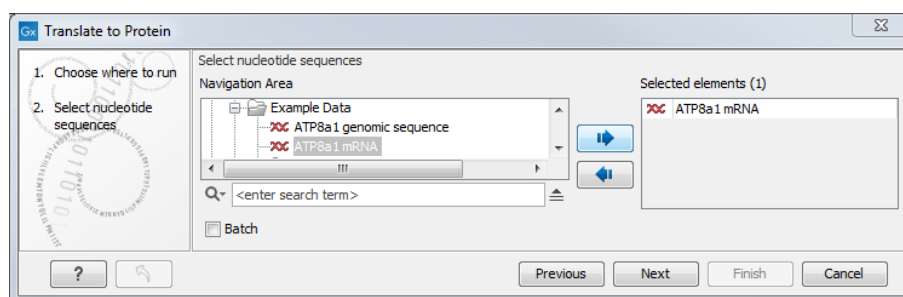 Gx Translate to Protein
1. Choose where to run
2. Select nucleotide
sequences
Select nucleotide sequences
Navigation Area
Example Data
ATP8a1 genomic sequence
ATP8a1 mRNA
<enter search term>
Batch
Selected elements (1)
ATP8a1 mRNA
?
Previous
Next
Finish
Cancel